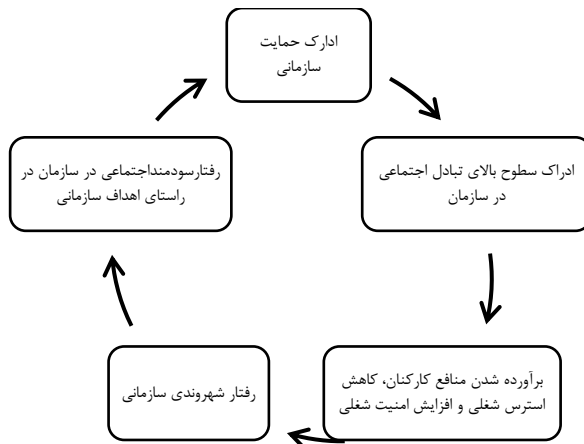 ادارک حمایت
سازمانی
ادراک سطوح بالای تبادل اجتماعی
در سازمان
برآورده شدن منافع کارکنان، کاهش
استرس شغلی و افزایش امنیت شغلی
رفتار شهروندی سازمانی
رفتارسودمنداجتماعی در سازمان در
راستای اهداف سازمانی